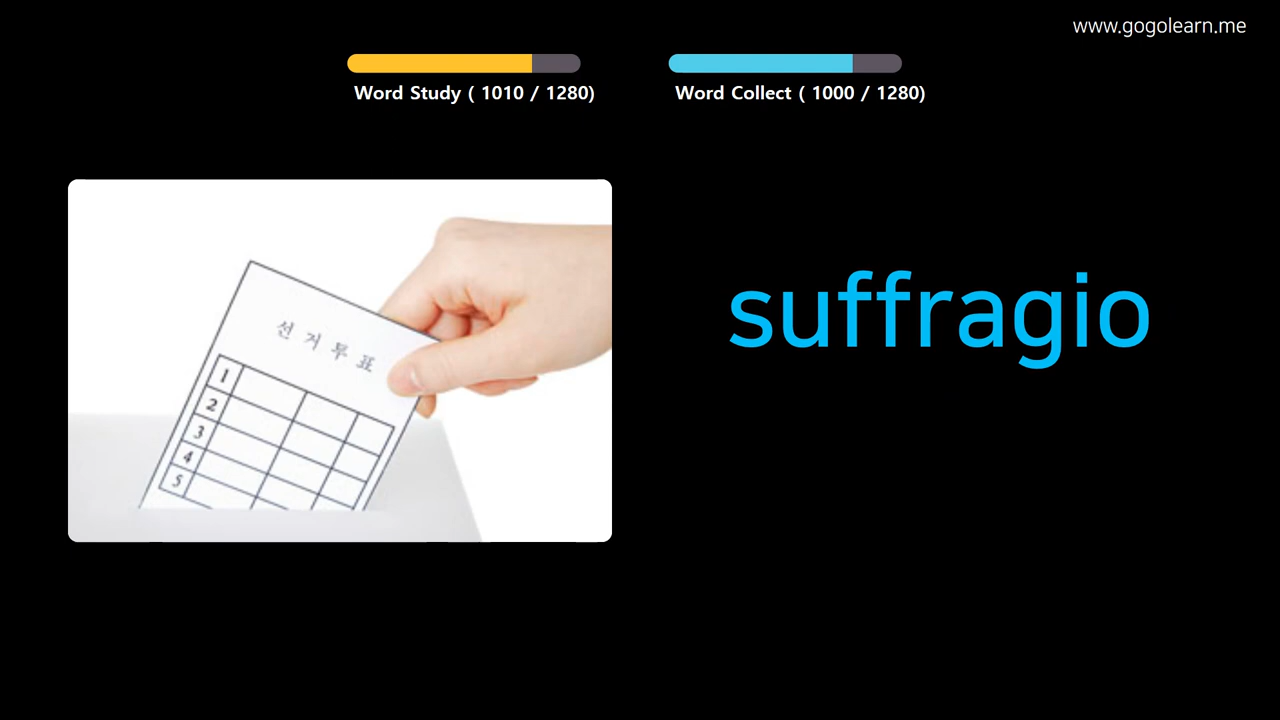 www.gogolearn.me
Word Study ( 1010 / 1280)
Word Collect ( 1000 / 1280)
suffragio
선거투표
1
2
3
4
5